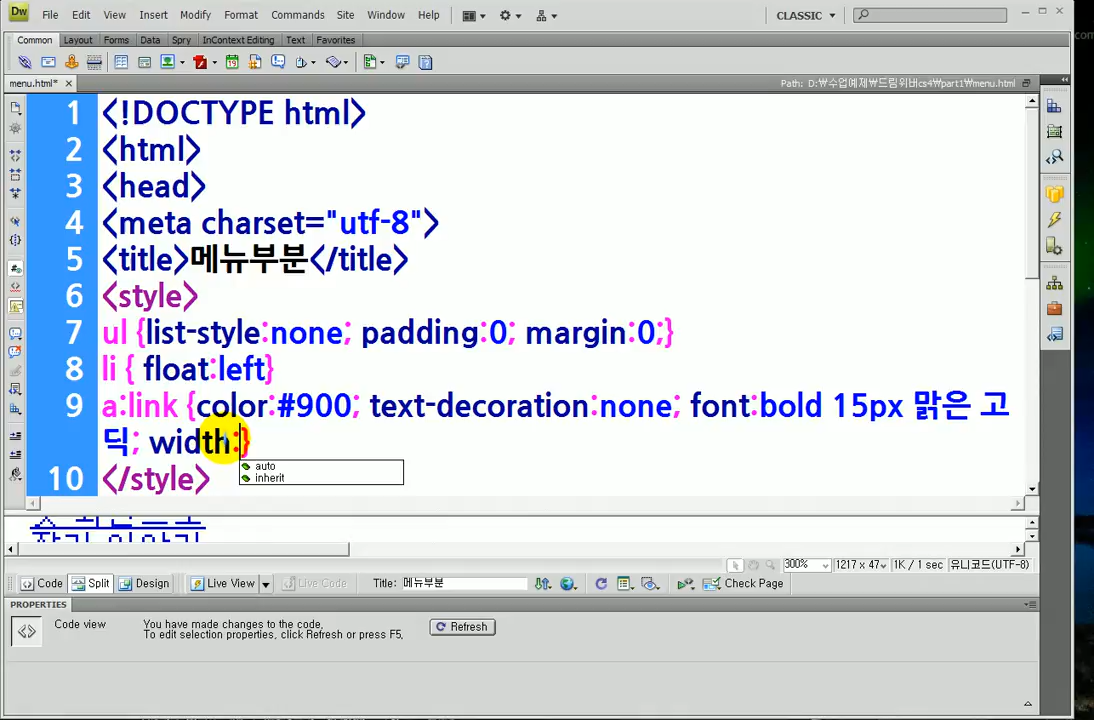 Dw File Edit View Insert Modify Format Commands Site Window Help CLASSIC
Common Layout Forms Data Spry InContext Editing Text Favorites
menu.html* Path: D:\수업예제\드림위버cs4\part1\menu.html
1 <!DOCTYPE html>
2 <html>
3 <head>
4 <meta charset="utf-8">
5 <title>메뉴부분</title>
6 <style>
7 ul {list-style:none; padding:0; margin:0;}
8 li { float:left}
9 a:link {color:#900; text-decoration:none; font:bold 15px 맑은 고
딕; width:}
auto
inherit
10 </style>
Code Split Design Live View Live Code Title: 메뉴부분 Check Page
300% 1217 x 47 1K / 1 sec 유니코드(UTF-8)
PROPERTIES
Code view You have made changes to the code,
To edit selection properties, click Refresh or press F5,
Refresh